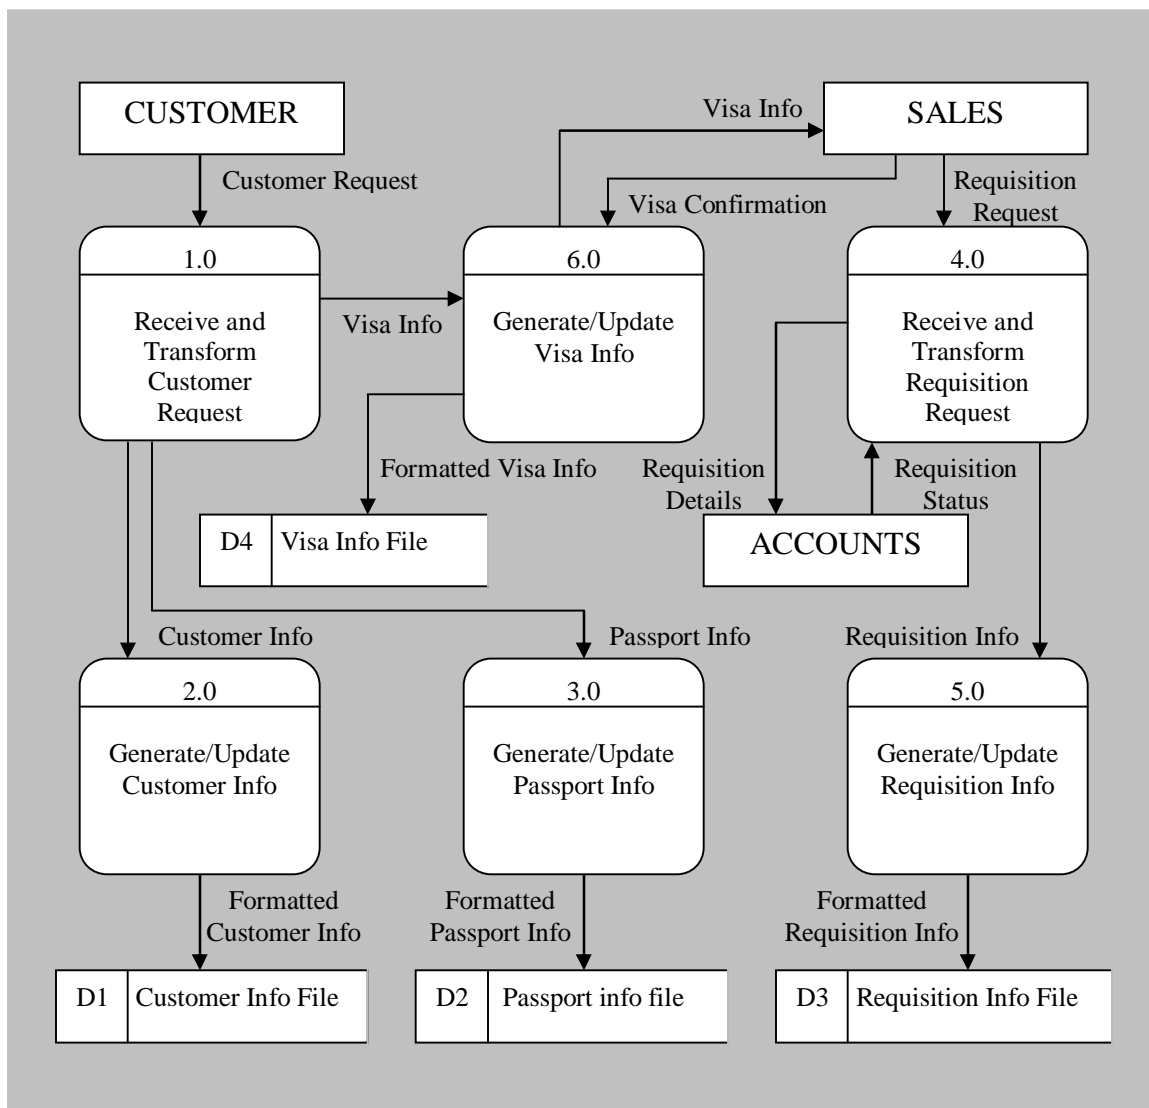 CUSTOMER
Visa Info
SALES
Customer Request
Visa Confirmation
Requisition
Request
1.0
Receive and
Transform
Customer
Request
Visa Info
6.0
Generate/Update
Visa Info
4.0
Receive and
Transform
Requisition
Request
Formatted Visa Info
Requisition
Details
Requisition
Status
D4
Visa Info File
ACCOUNTS
Customer Info
Passport Info
Requisition Info
2.0
Generate/Update
Customer Info
3.0
Generate/Update
Passport Info
5.0
Generate/Update
Requisition Info
Formatted
Customer Info
Formatted
Passport Info
Formatted
Requisition Info
D1
Customer Info File
D2
Passport info file
D3
Requisition Info File